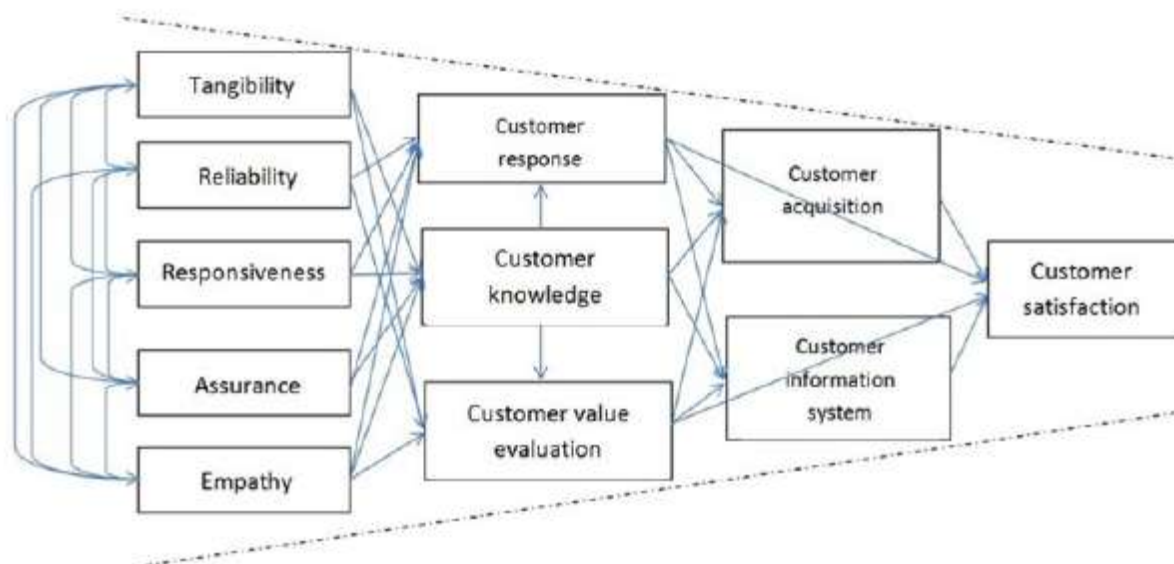 Tangibility
Reliability
Responsiveness
Assurance
Empathy
Customer
response
Customer
knowledge
Customer value
evaluation
Customer
acquisition
Customer
information
system
Customer
satisfaction